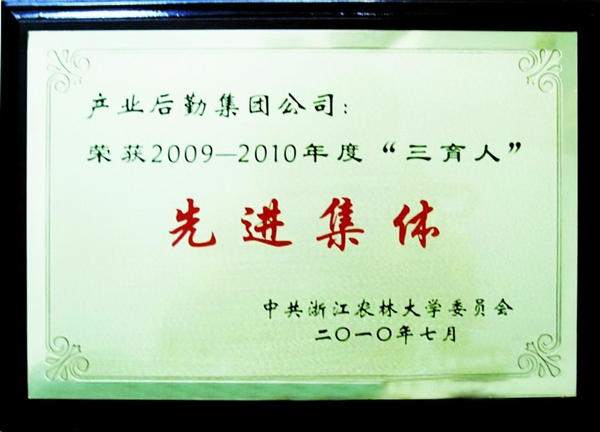 产业后勤集团公司：
荣获2009—2010年度“三育人”
先进集体
中共浙江农林大学委员会
二〇一〇年七月